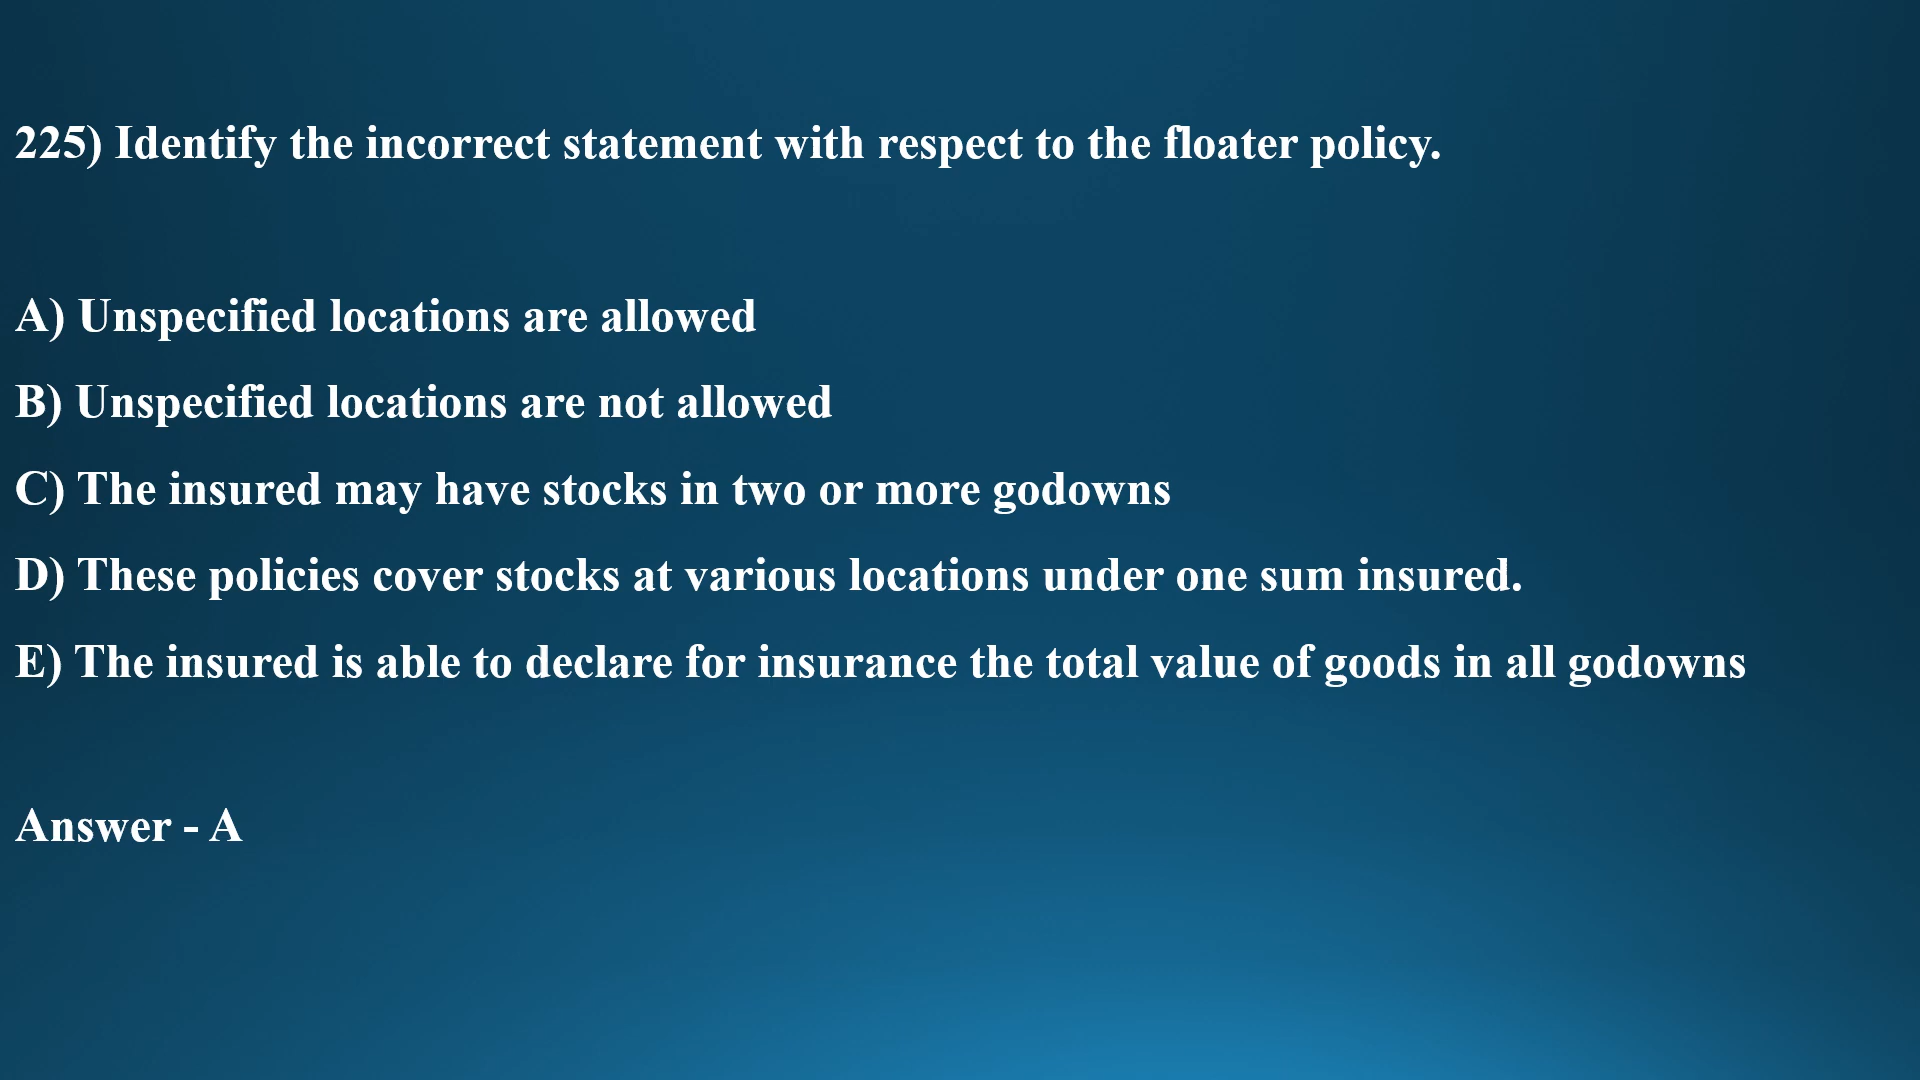 225) Identify the incorrect statement with respect to the floater policy.
A) Unspecified locations are allowed
B) Unspecified locations are not allowed
C) The insured may have stocks in two or more godowns
D) These policies cover stocks at various locations under one sum insured.
E) The insured is able to declare for insurance the total value of goods in all godowns
Answer - A